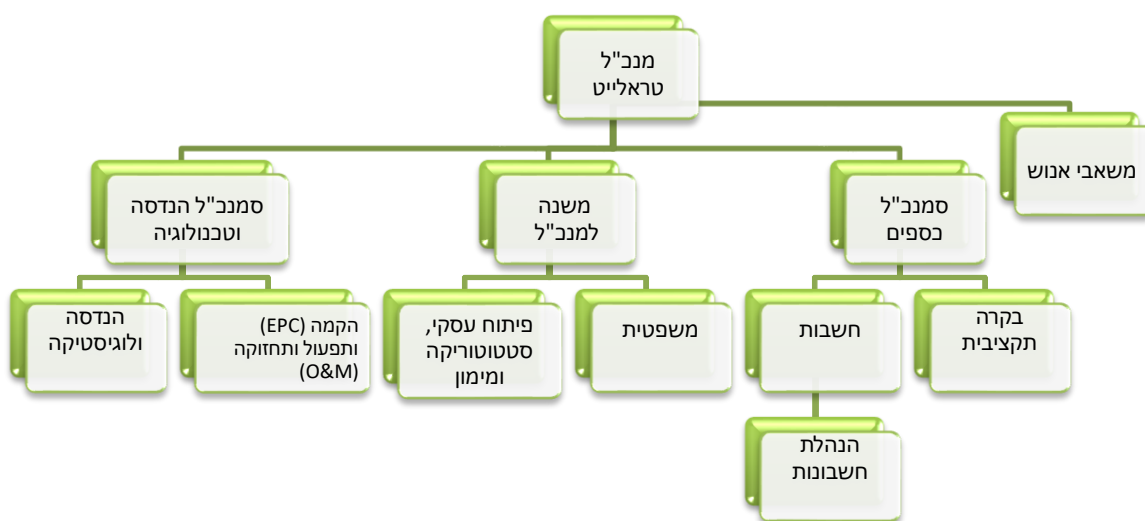 מנכ"ל
טראלייט
משאבי אנוש
סמנכ"ל
כספים
משנה
למנכ"ל
סמנכ"ל הנדסה
וטכנולוגיה
בקרה
תקציבית
חשבות
משפטית
פיתוח עסקי,
סטטוטוריקה
ומימון
הקמה (EPC)
ותפעול ותחזוקה
(O&M)
הנדסה
ולוגיסטיקה
הנהלת
חשבונות